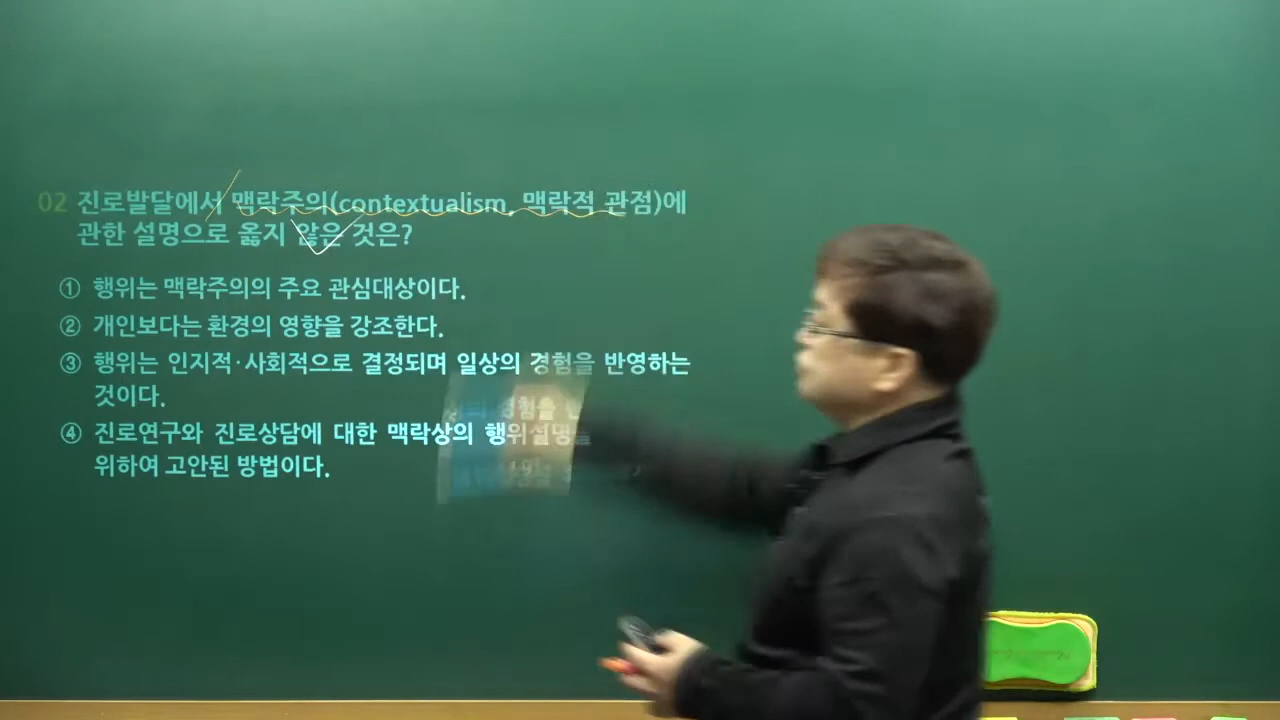 02 진로발달에서 맥락주의(contextualism, 맥락적 관점)에
관한 설명으로 옳지 않은 것은?
① 행위는 맥락주의의 주요 관심대상이다.
② 개인보다는 환경의 영향을 강조한다.
③ 행위는 인지적·사회적으로 결정되며 일상의 경험을 반영하는
것이다.
④ 진로연구와 진로상담에 대한 맥락상의 행위설명을
위하여 고안된 방법이다.